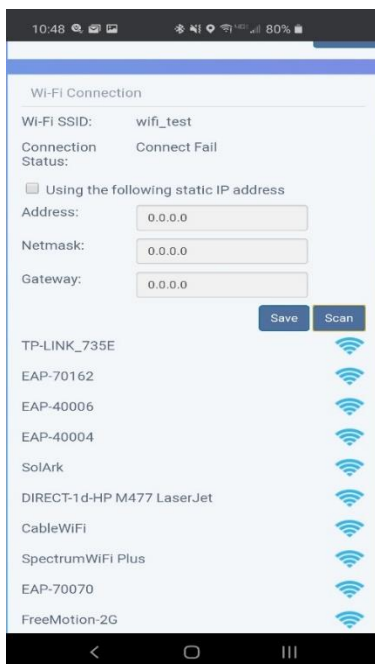 10:48 80%
Wi-Fi Connection
Wi-Fi SSID: wifi_test
Connection Status: Connect Fail
Using the following static IP address
Address: 0.0.0.0
Netmask: 0.0.0.0
Gateway: 0.0.0.0
Save Scan
TP-LINK_735E
EAP-70162
EAP-40006
EAP-40004
SolArk
DIRECT-1d-HP M477 LaserJet
CableWiFi
SpectrumWiFi Plus
EAP-70070
FreeMotion-2G